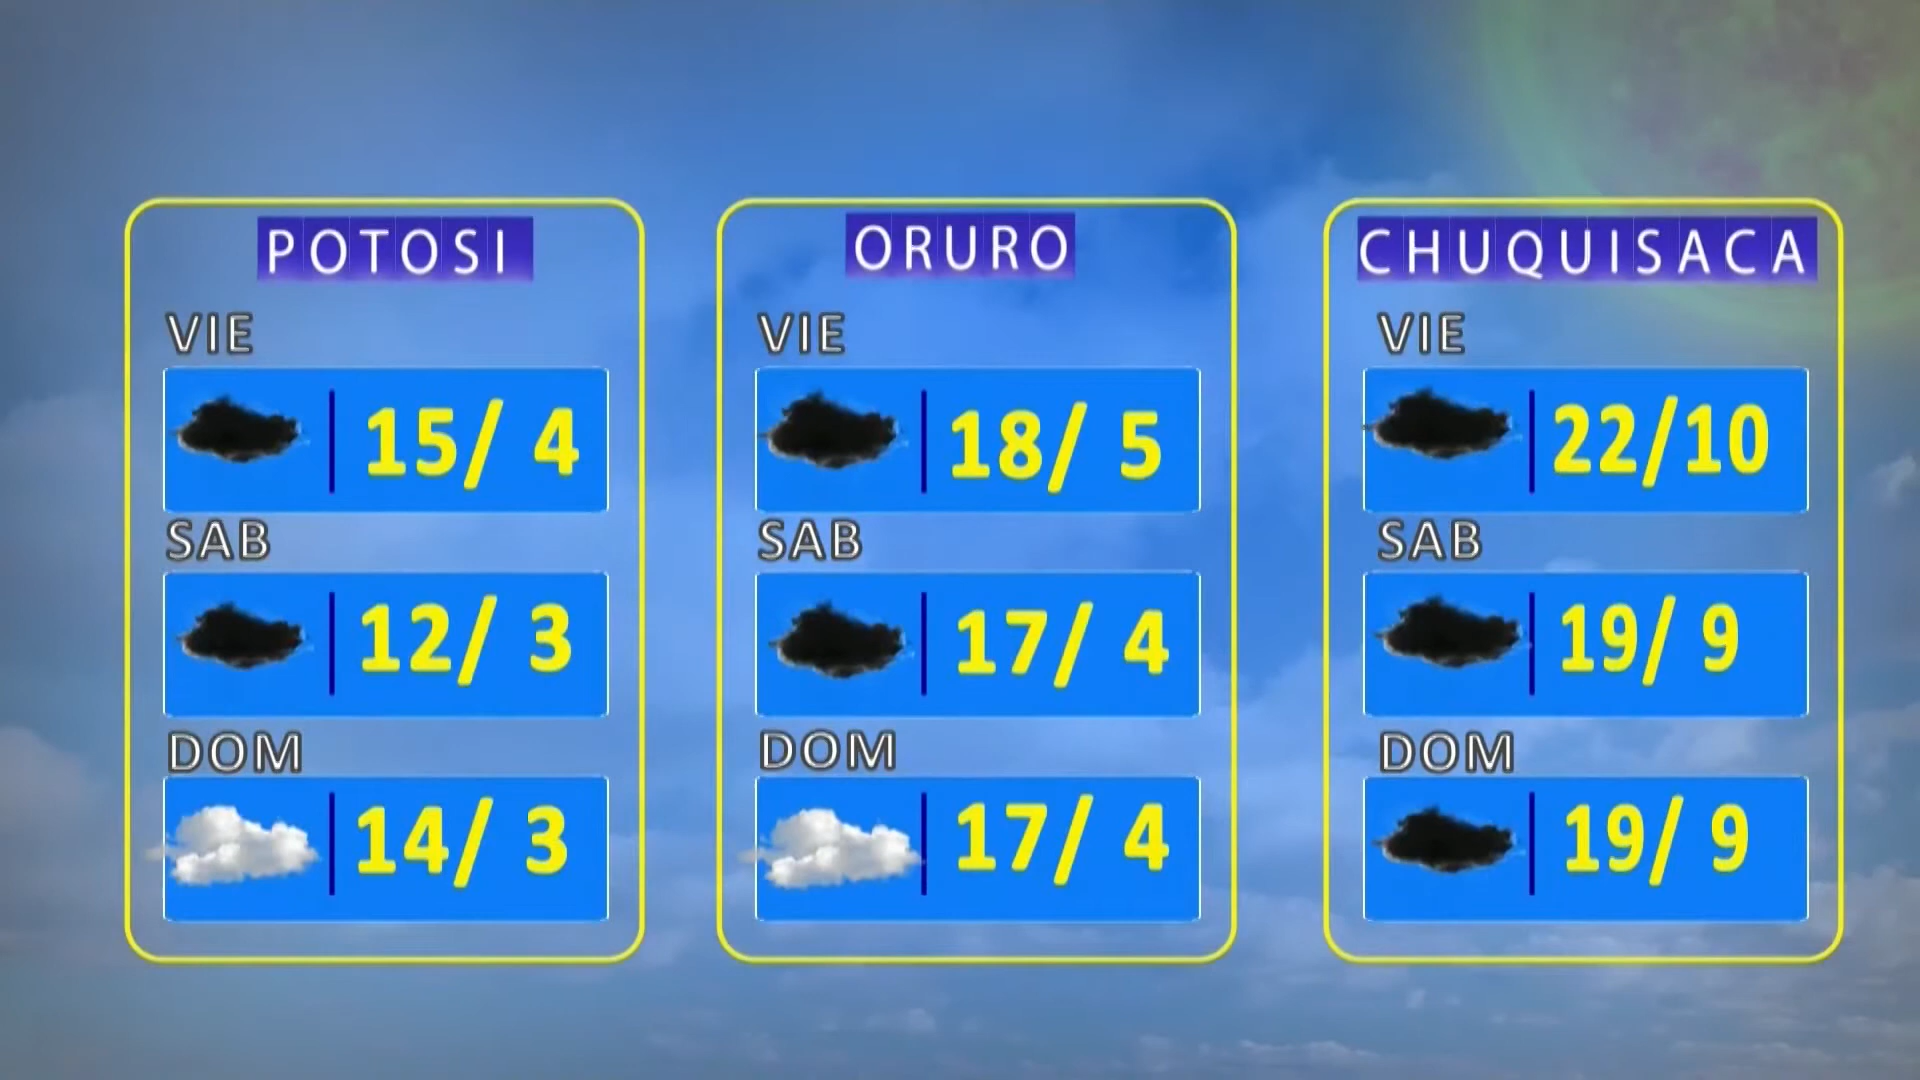 POTOSI
VIE
15/ 4
SAB
12/ 3
DOM
14/ 3
ORURO
VIE
18/ 5
SAB
17/ 4
DOM
17/ 4
CHUQUISACA
VIE
22/10
SAB
19/ 9
DOM
19/ 9